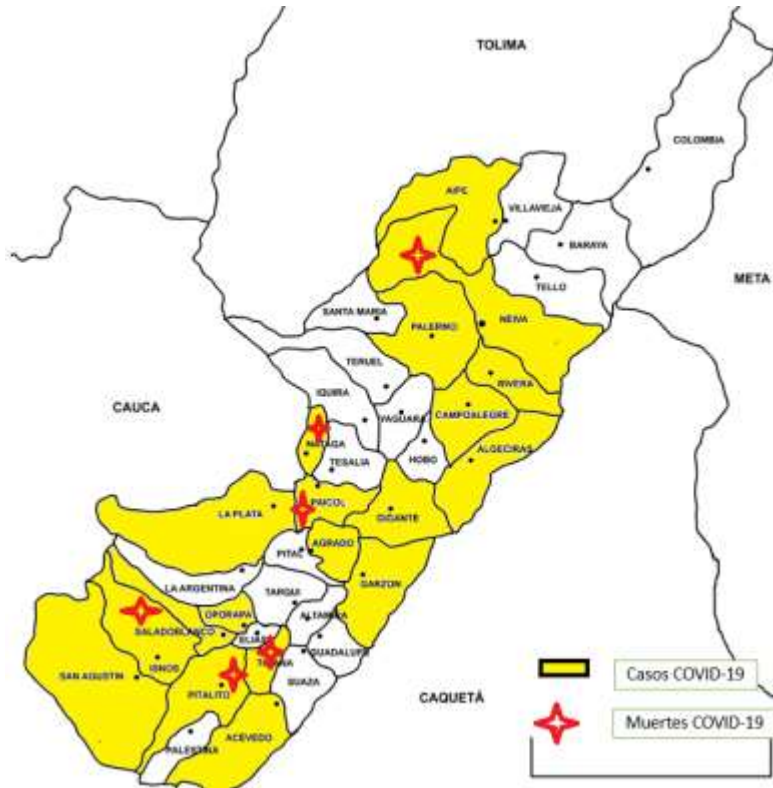 TOLIMA
COLOMBIA
AIPE
VILLAVIEJA
BARAYA
TELLO
META
SANTA MARIA
PALERMO
NEIVA
TERUEL
RIVERA
IQUIRA
CAUCA
YAGUARA
CAMPOALEGRE
NATAGA
ALGECIRAS
TESALIA
HOBO
PAICOL
LA PLATA
GIGANTE
PITAL
AGRADO
GARZON
LA ARGENTINA
TARQUI
OPORAPA
ALTAMIRA
SALADOBLANCO
ELIAS
GUADALUPE
ISNOS
SAN AGUSTIN
SUAZA
PITALITO
CAQUETÁ
ACEVEDO
PALESTINA
Casos COVID-19
Muertes COVID-19